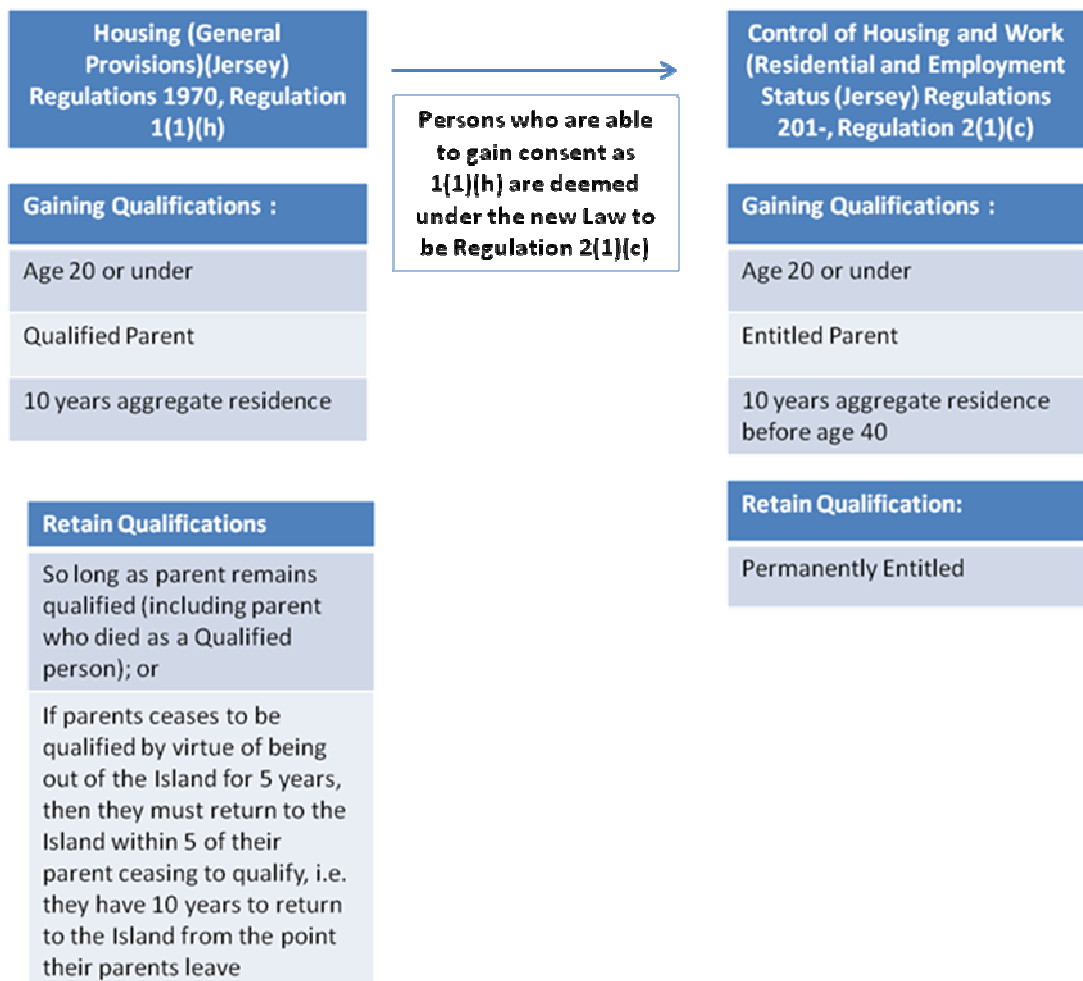 Housing (General
Provisions)(Jersey)
Regulations 1970, Regulation
1(1)(h)
Gaining Qualifications :
Age 20 or under
Qualified Parent
10 years aggregate residence
Retain Qualifications
So long as parent remains
qualified (including parent
who died as a Qualified
person); or
If parents ceases to be
qualified by virtue of being
out of the Island for 5 years,
then they must return to the
Island within 5 of their
parent ceasing to qualify, i.e.
they have 10 years to return
to the Island from the point
their parents leave
Persons who are able
to gain consent as
1(1)(h) are deemed
under the new Law to
be Regulation 2(1)(c)
Control of Housing and Work
(Residential and Employment
Status (Jersey) Regulations
201-, Regulation 2(1)(c)
Gaining Qualifications :
Age 20 or under
Entitled Parent
10 years aggregate residence
before age 40
Retain Qualification:
Permanently Entitled